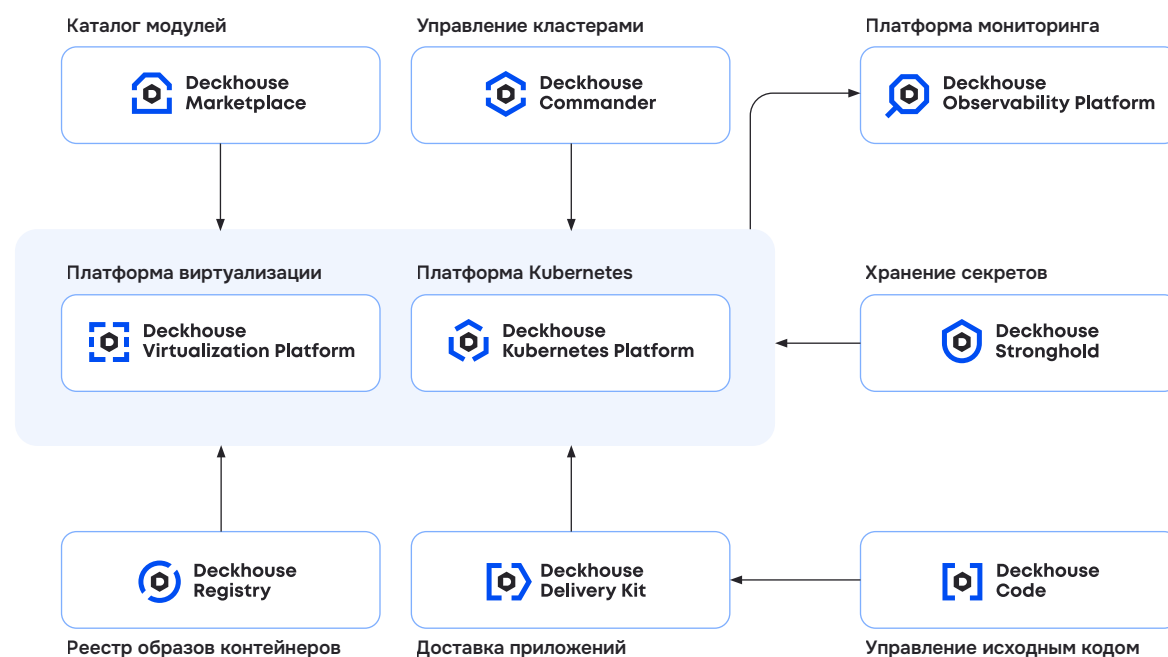 Каталог модулей
Deckhouse
Marketplace
Управление кластерами
Deckhouse
Commander
Платформа мониторинга
Deckhouse
Observability Platform
Платформа виртуализации
Deckhouse
Virtualization Platform
Платформа Kubernetes
Deckhouse
Kubernetes Platform
Хранение секретов
Deckhouse
Stronghold
Deckhouse
Registry
Реестр образов контейнеров
Deckhouse
Delivery Kit
Доставка приложений
Deckhouse
Code
Управление исходным кодом